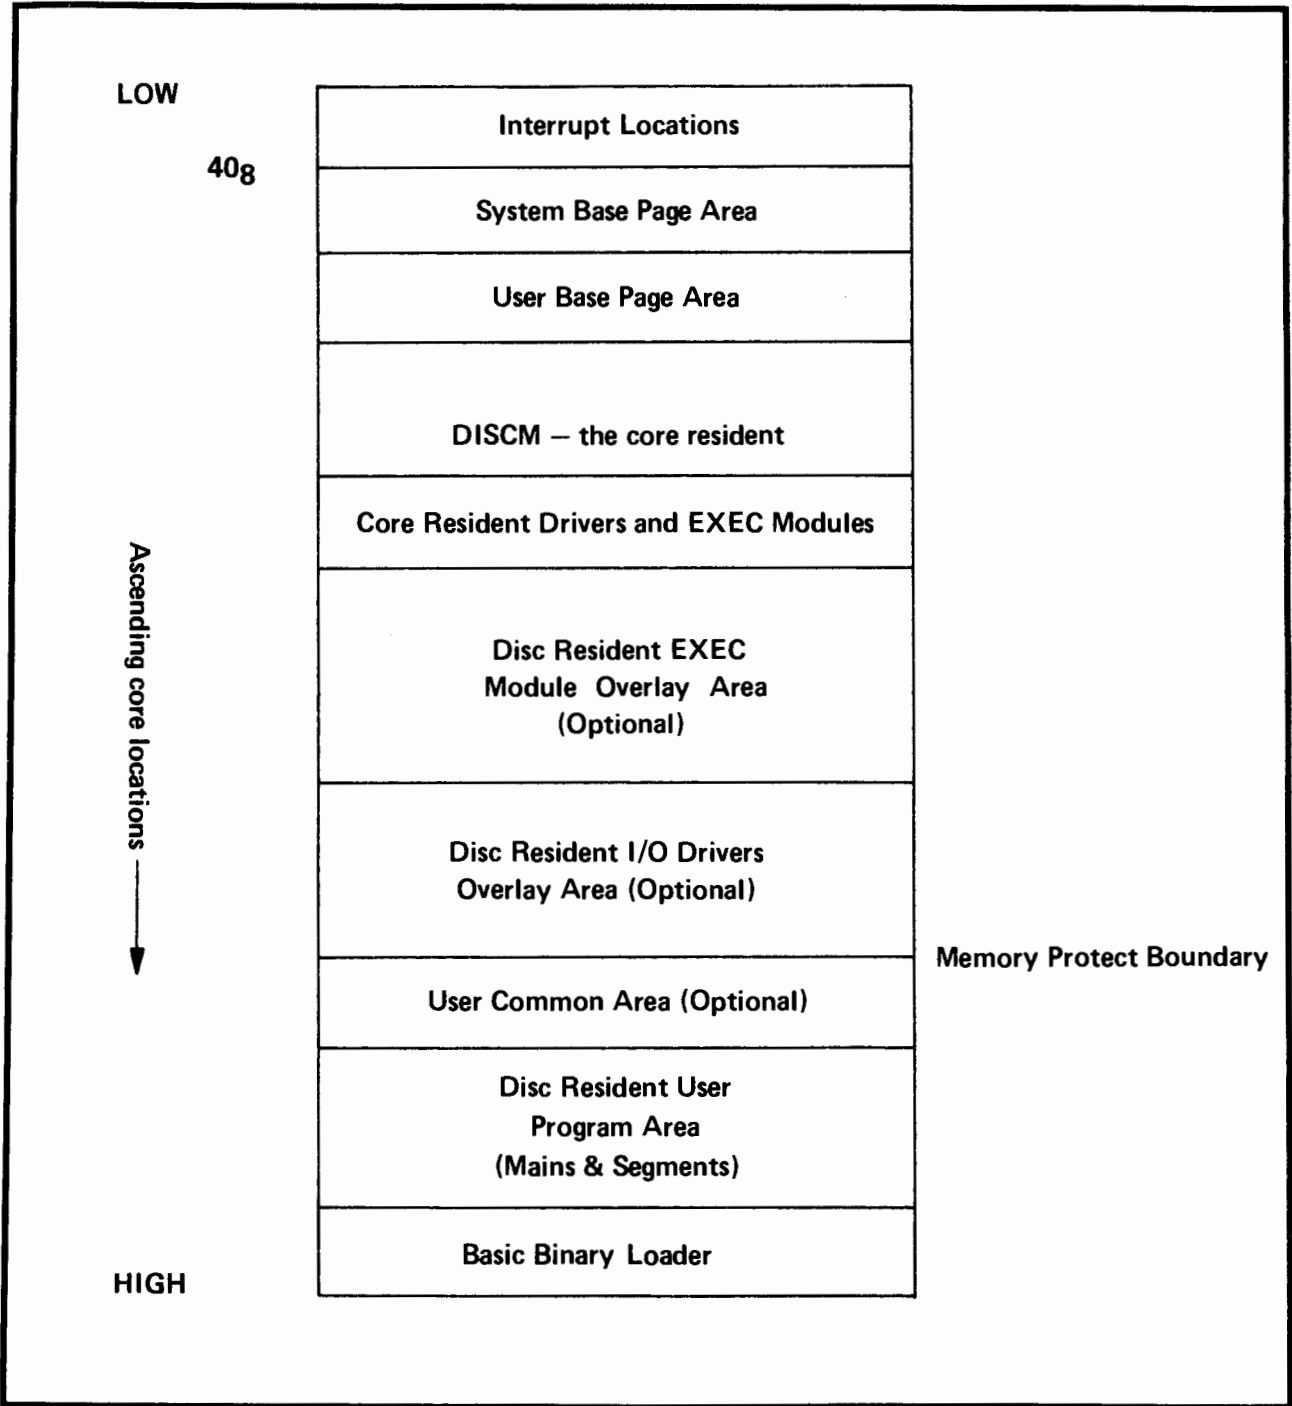 LOW
Interrupt Locations
40₈
System Base Page Area
User Base Page Area
DISCM — the core resident
Core Resident Drivers and EXEC Modules
Ascending core locations
Disc Resident EXEC
Module Overlay Area
(Optional)
Disc Resident I/O Drivers
Overlay Area (Optional)
Memory Protect Boundary
User Common Area (Optional)
Disc Resident User
Program Area
(Mains & Segments)
Basic Binary Loader
HIGH